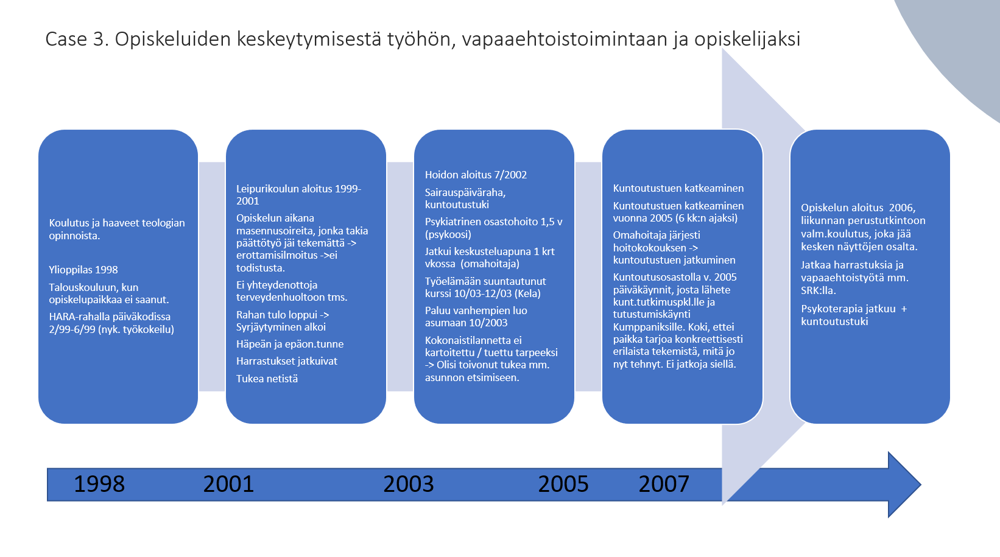 Case 3. Opiskeluiden keskeytymisestä työhön, vapaaehtoistoimintaan ja opiskelijaksi
Koulutus ja haaveet teologian
opinnoista.
Ylioppilas 1998
Talouskouluun, kun
opiskelupaikkaa ei saanut.
HARA-rahalla päiväkodissa
2/99-6/99 (nyk. työkokeilu)
Leipurikoulun aloitus 1999-
2001
Opiskelun aikana
masennusoireita, jonka takia
päättötyö jäi tekemättä ->
erottamisilmoitus ->ei
todistusta.
Ei yhteydenottoja
terveydenhuoltoon tms.
Rahan tulo loppui ->
Syrjäytyminen alkoi
Häpeän ja epäon.tunne
Harrastukset jatkuivat
Tukea netistä
Hoidon aloitus 7/2002
Sairauspäiväraha,
kuntoutustuki
Psykiatrinen osastohoito 1,5 v
(psykoosi)
Jatkui keskusteluapuna 1 krt
vkossa  (omahoitaja)
Työelämään suuntautunut
kurssi 10/03-12/03 (Kela)
Paluu vanhempien luo
asumaan 10/2003
Kokonaistilannetta ei
kartoitettu / tuettu tarpeeksi
-> Olisi toivonut tukea mm.
asunnon etsimiseen.
Kuntoutustuen katkeaminen
Kuntoutustuen katkeaminen
vuonna 2005 (6 kk:n ajaksi)
Omahoitaja järjesti
hoitokokouksen ->
kuntoutustuen jatkuminen
Kuntoutusosastolla v. 2005
päiväkäynnit, josta lähete
kunt.tutkimuspkl.lle ja
tutustumiskäynti
Kumppaniksille. Koki, ettei
paikka tarjoa konkreettisesti
erilaista tekemistä, mitä jo
nyt tehnyt. Ei jatkoja siellä.
Opiskelun aloitus  2006,
liikunnan perustutkintoon
valm.koulutus, joka jää
kesken näyttöjen osalta.
Jatkaa harrastuksia ja
vapaaehtoistyötä mm.
SRK:lla.
Psykoterapia jatkuu  +
kuntoutustuki
1998 2001 2003 2005 2007